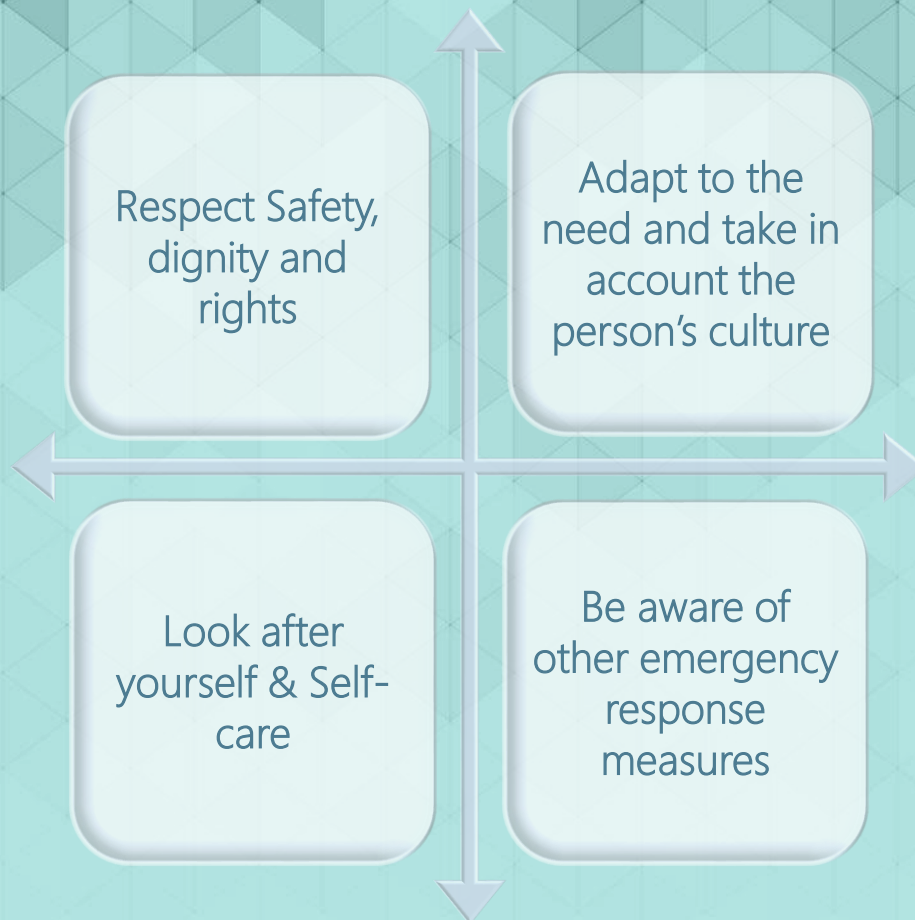 Respect Safety,
dignity and
rights
Adapt to the
need and take in
account the
person's culture
Look after
yourself & Self-
care
Be aware of
other emergency
response
measures